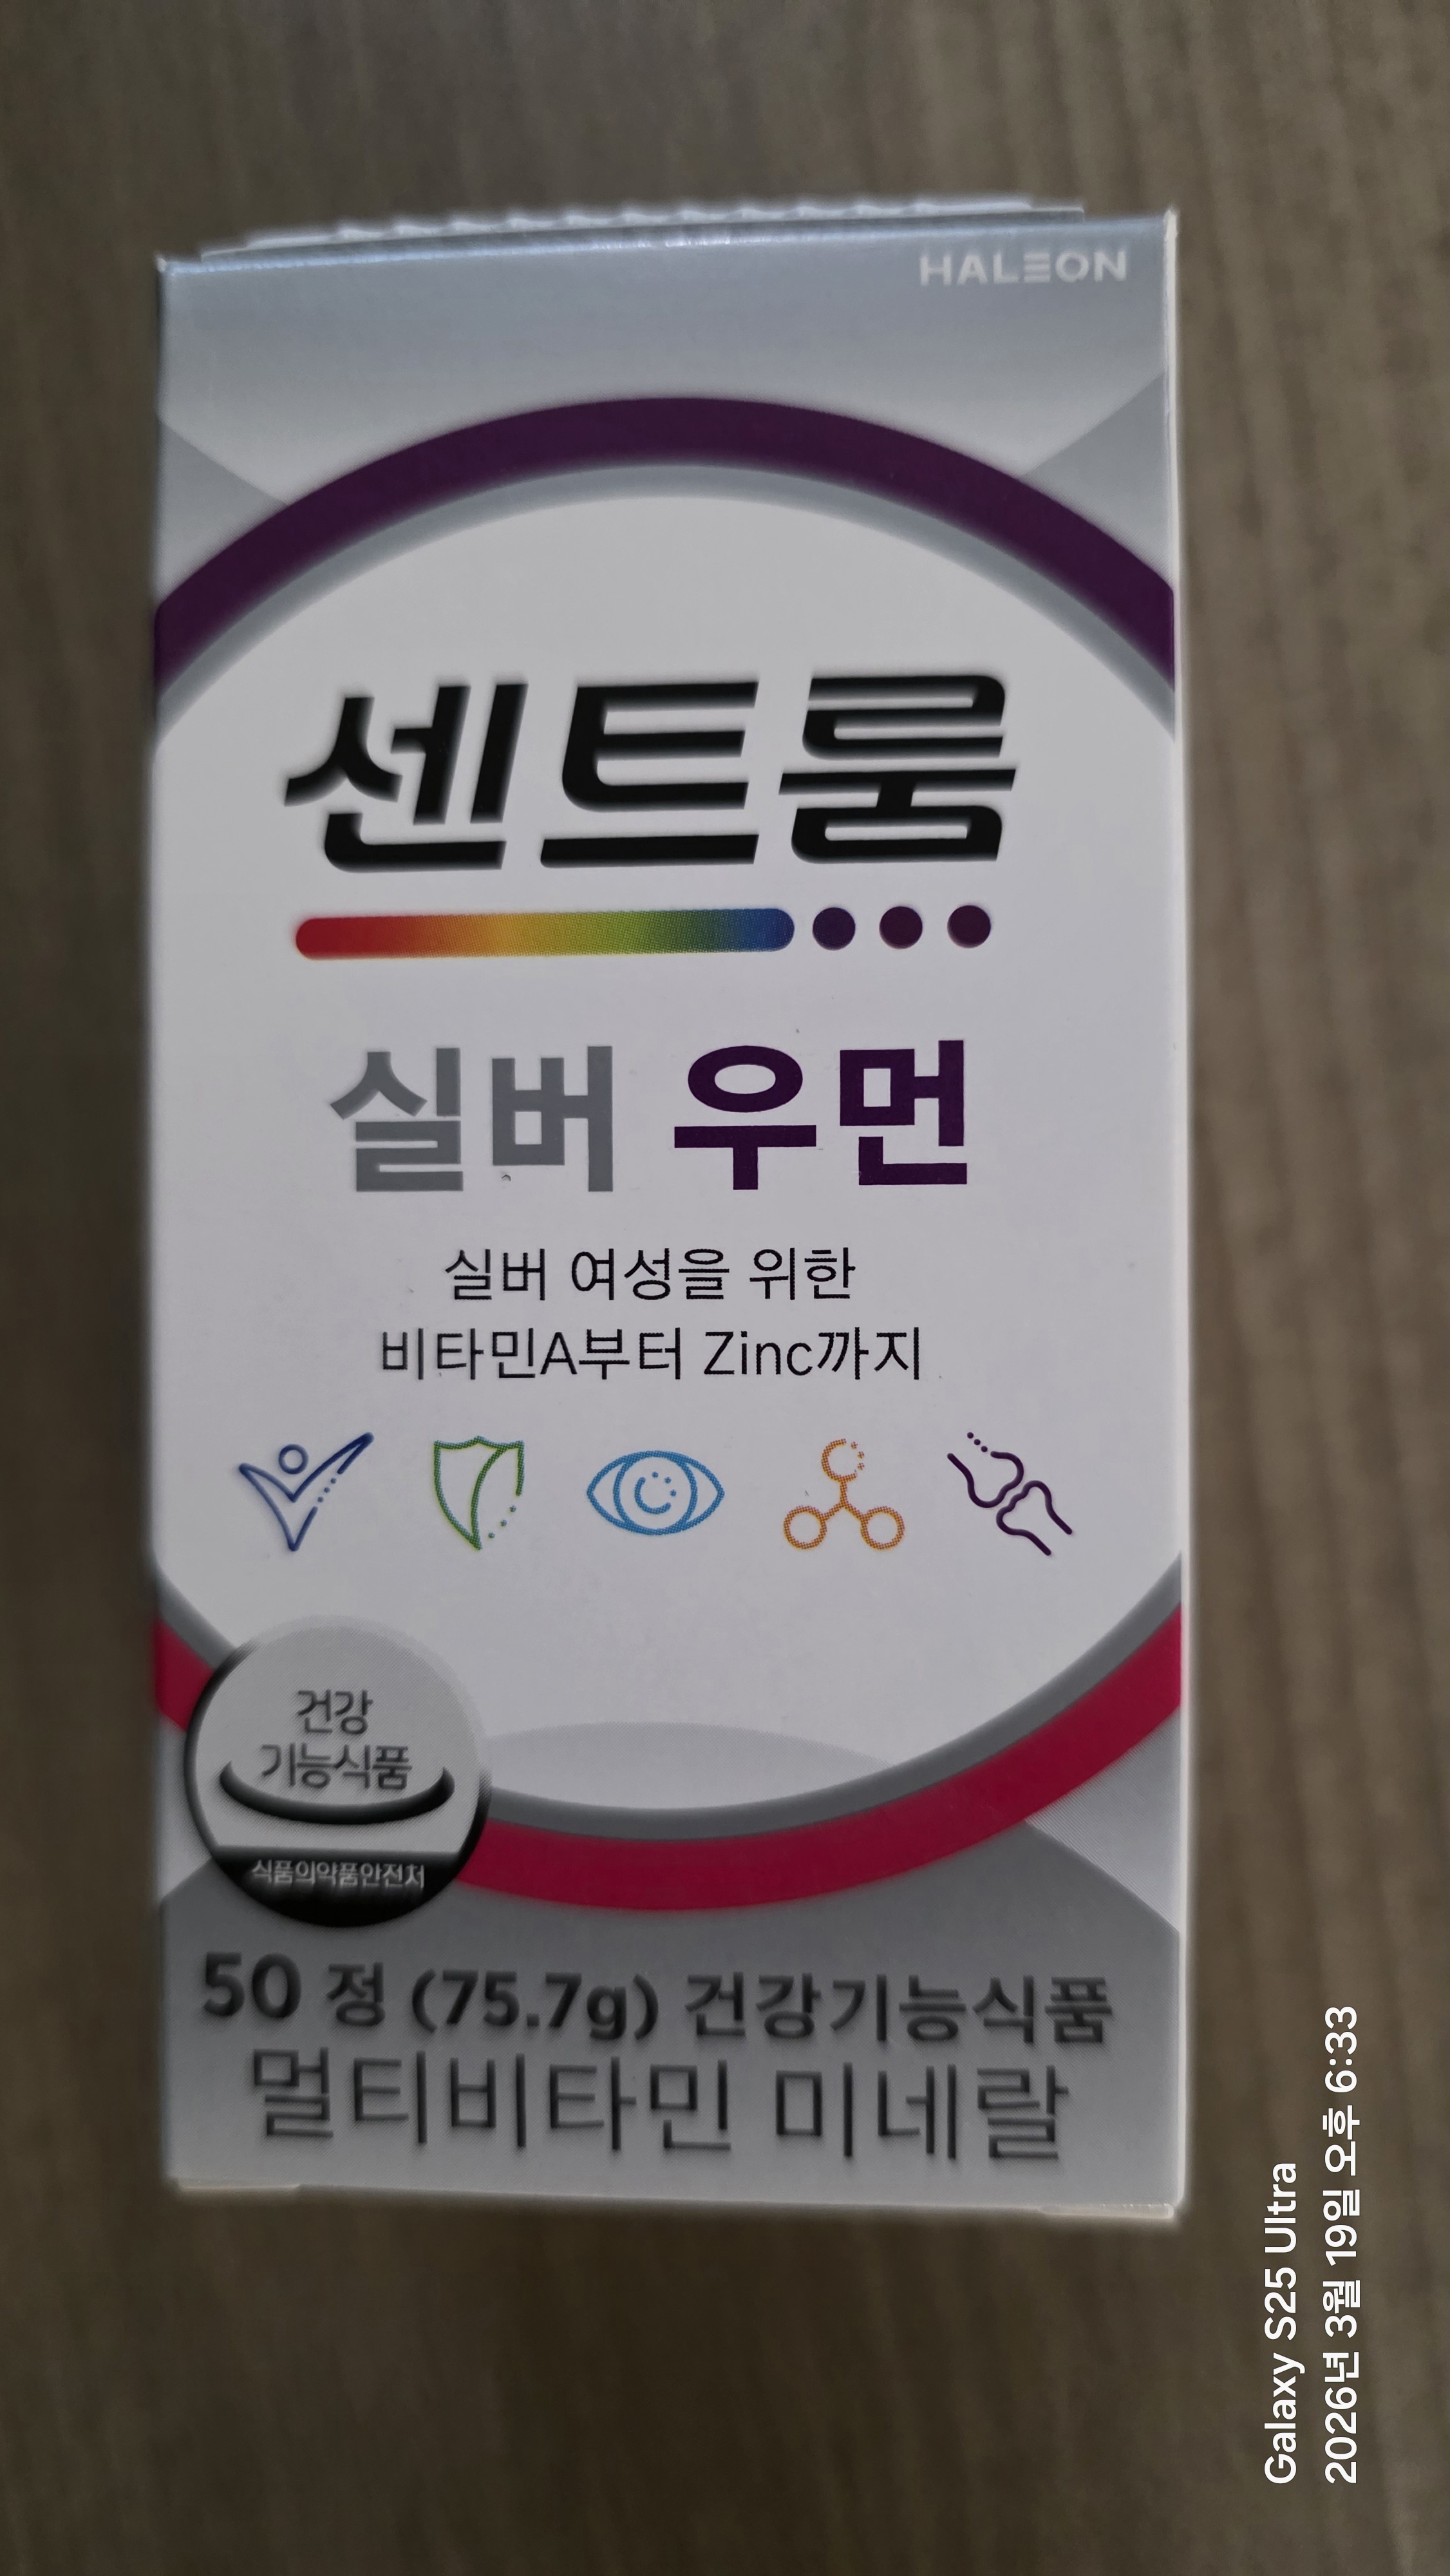 HALEON
센트룸
실버 우먼
실버 여성을 위한
비타민A부터 Zinc까지
건강
기능식품
식품의약품안전처
50 정 (75.7g) 건강기능식품
멀티비타민 미네랄
Galaxy S25 Ultra
2026년 3월 19일 오후 6:33